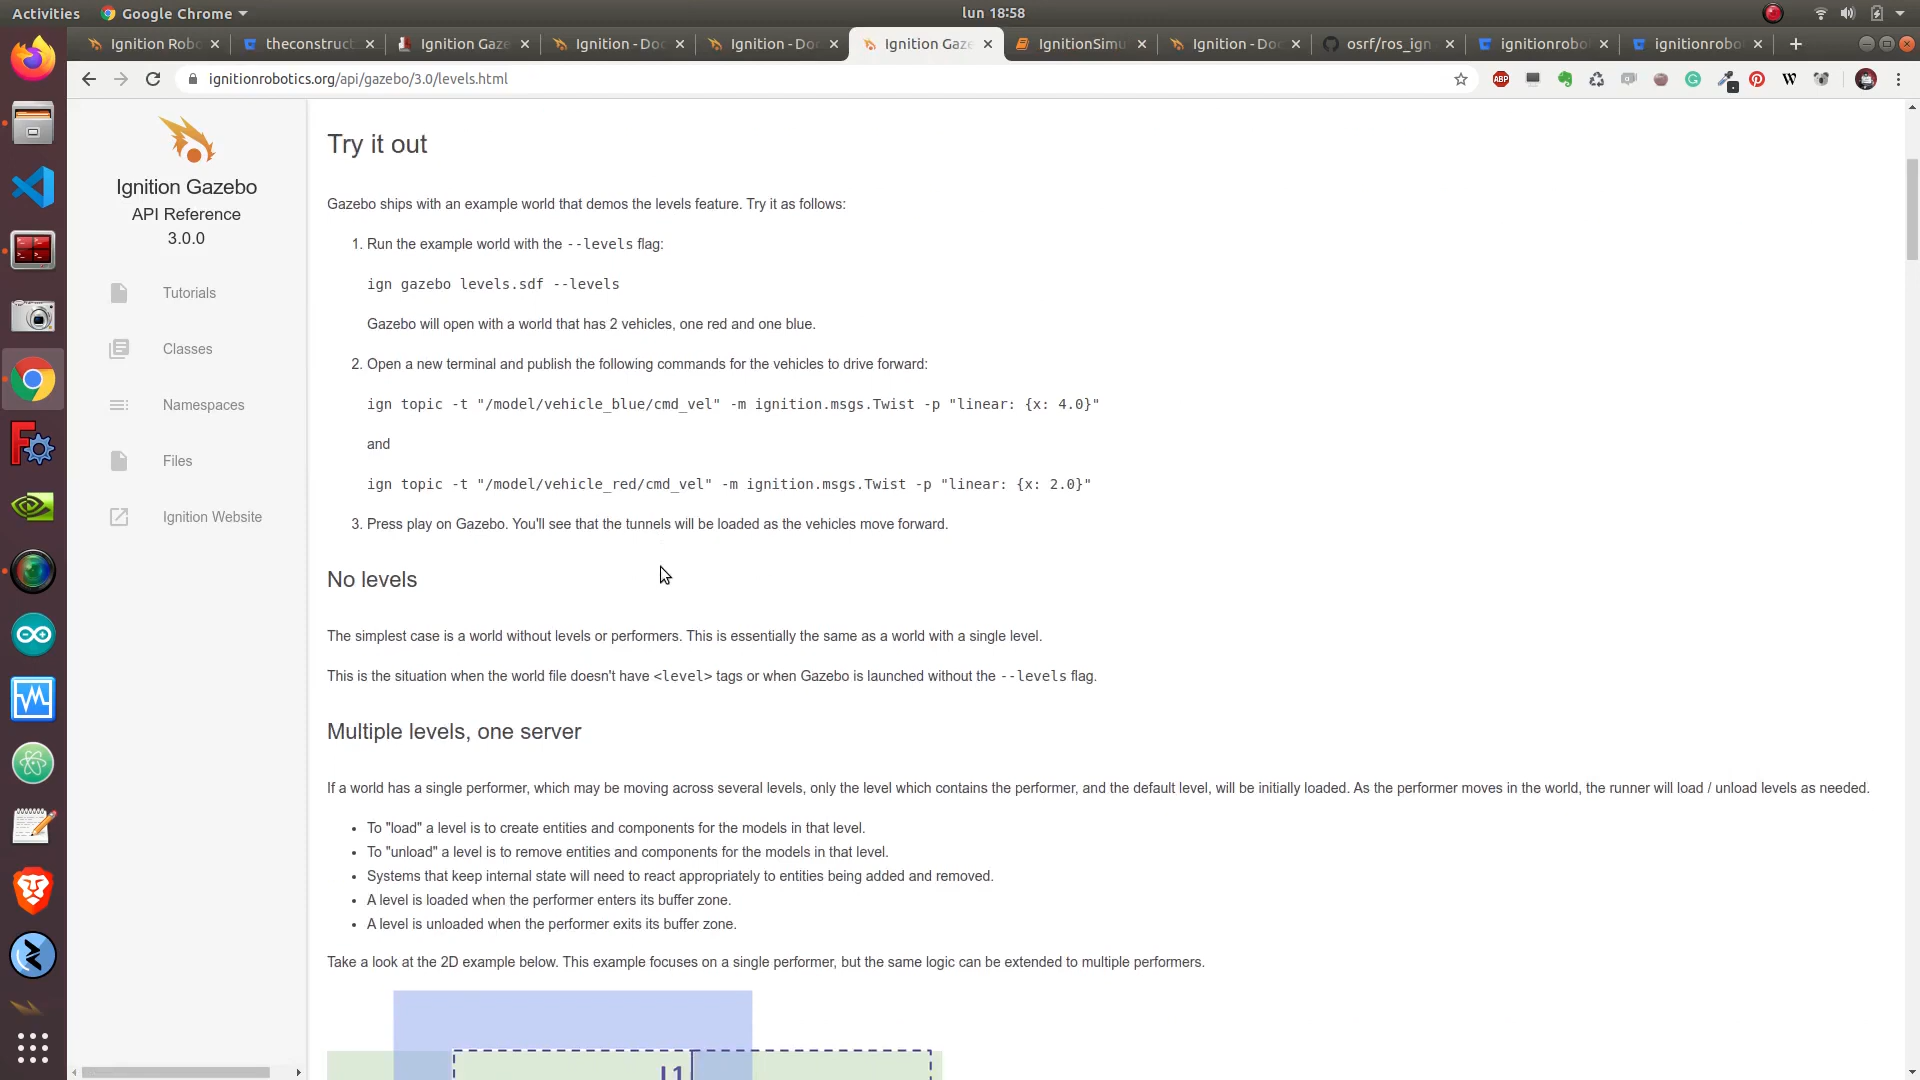 Activities
Google Chrome
lun 18:58
Ignition Robo
theconstruct
Ignition Gaze
Ignition - Doc
Ignition - Doc
Ignition Gaze
IgnitionSimu
Ignition - Doc
osrf/ros_ign
ignitionrobo
ignitionrobo
ignitionrobotics.org/api/gazebo/3.0/levels.html
ABP
W
Ignition Gazebo
API Reference
3.0.0
Tutorials
Classes
Namespaces
Files
Ignition Website
Try it out
Gazebo ships with an example world that demos the levels feature. Try it as follows:
1. Run the example world with the --levels flag:
ign gazebo levels.sdf --levels
Gazebo will open with a world that has 2 vehicles, one red and one blue.
2. Open a new terminal and publish the following commands for the vehicles to drive forward:
ign topic -t "/model/vehicle_blue/cmd_vel" -m ignition.msgs.Twist -p "linear: {x: 4.0}"
and
ign topic -t "/model/vehicle_red/cmd_vel" -m ignition.msgs.Twist -p "linear: {x: 2.0}"
3. Press play on Gazebo. You'll see that the tunnels will be loaded as the vehicles move forward.
No levels
The simplest case is a world without levels or performers. This is essentially the same as a world with a single level.
This is the situation when the world file doesn't have <level> tags or when Gazebo is launched without the --levels flag.
Multiple levels, one server
If a world has a single performer, which may be moving across several levels, only the level which contains the performer, and the default level, will be initially loaded. As the performer moves in the world, the runner will load / unload levels as needed.
• To "load" a level is to create entities and components for the models in that level.
• To "unload" a level is to remove entities and components for the models in that level.
• Systems that keep internal state will need to react appropriately to entities being added and removed.
• A level is loaded when the performer enters its buffer zone.
• A level is unloaded when the performer exits its buffer zone.
Take a look at the 2D example below. This example focuses on a single performer, but the same logic can be extended to multiple performers.
L1